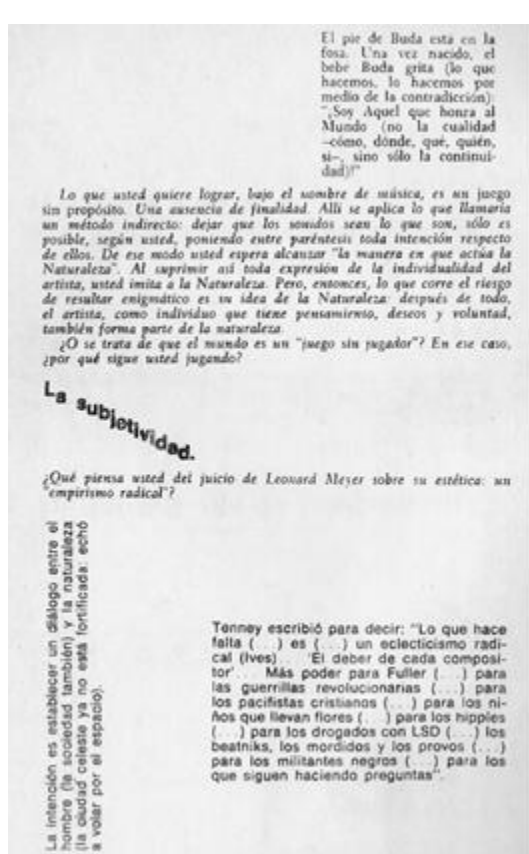 El pie de Buda está en la
fosa. Una vez nacido, el
bebe Buda grita (lo que
hacemos, lo hacemos por
medio de la contradicción):
"¡Soy Aquel que honra al
Mundo (no la cualidad
–cómo, dónde, qué, quién,
si–, sino sólo la continui-
dad)!"
Lo que usted quiere lograr, bajo el nombre de música, es un juego
sin propósito. Una ausencia de finalidad. Allí se aplica lo que llamaría
un método indirecto: dejar que los sonidos sean lo que son, sólo es
posible, según usted, poniendo entre paréntesis toda intención respecto
de ellos. De ese modo usted espera alcanzar "la manera en que actúa la
Naturaleza". Al suprimir así toda expresión de la individualidad del
artista, usted imita a la Naturaleza. Pero, entonces, lo que corre el riesgo
de resultar enigmático es su idea de la Naturaleza: después de todo,
el artista, como individuo que tiene pensamiento, deseos y voluntad,
también forma parte de la naturaleza.
¿O se trata de que el mundo es un "juego sin jugador"? En ese caso,
¿por qué sigue usted jugando?
La subjetividad.
¿Qué piensa usted del juicio de Leonard Meyer sobre su estética: un
"empirismo radical"?
La intención es establecer un diálogo entre el
hombre (la sociedad también) y la naturaleza
(la ciudad celeste ya no está fortificada: echó
a volar por el espacio).
Tenney escribió para decir: "Lo que hace
falta (...) es (...) un eclecticismo radi-
cal (Ives)... 'El deber de cada composi-
tor'... Más poder para Fuller (...) para
las guerrillas revolucionarias (...) para
los pacifistas cristianos (...) para los ni-
ños que llevan flores (...) para los hippies
(...) para los drogados con LSD (...) los
beatniks, los mordidos y los provos (...)
para los militantes negros (...) para los
que siguen haciendo preguntas".